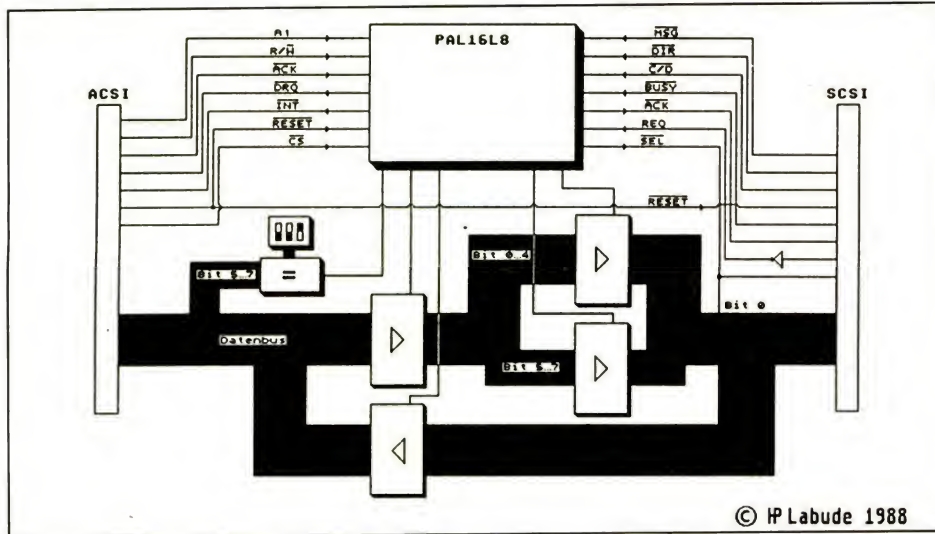 PAL16L8
ACSI
A1
R/W
ACK
DRQ
INT
RESET
CS
MSG
DIR
C/D
BUSY
ACK
REQ
SEL
SCSI
RESET
Bit 5..7
=
Bit 0..4
Bit 0
Datenbus
Bit 5..7
© HP Labude 1988